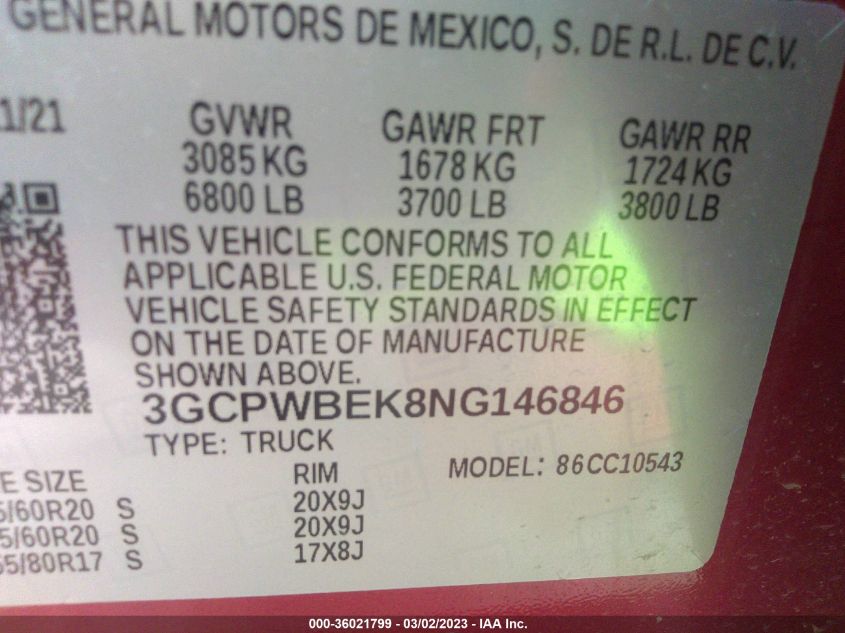 GENERAL MOTORS DE MEXICO, S. DE R.L. DE C.V.
1/21
GVWR GAWR FRT GAWR RR
3085 KG 1678 KG 1724 KG
6800 LB 3700 LB 3800 LB
THIS VEHICLE CONFORMS TO ALL
APPLICABLE U.S. FEDERAL MOTOR
VEHICLE SAFETY STANDARDS IN EFFECT
ON THE DATE OF MANUFACTURE
SHOWN ABOVE.
3GCPWBEK8NG146846
TYPE: TRUCK
MODEL: 86CC10543
E SIZE RIM
5/60R20 S 20X9J
5/60R20 S 20X9J
55/80R17 S 17X8J
000-36021799 - 03/02/2023 - IAA Inc.